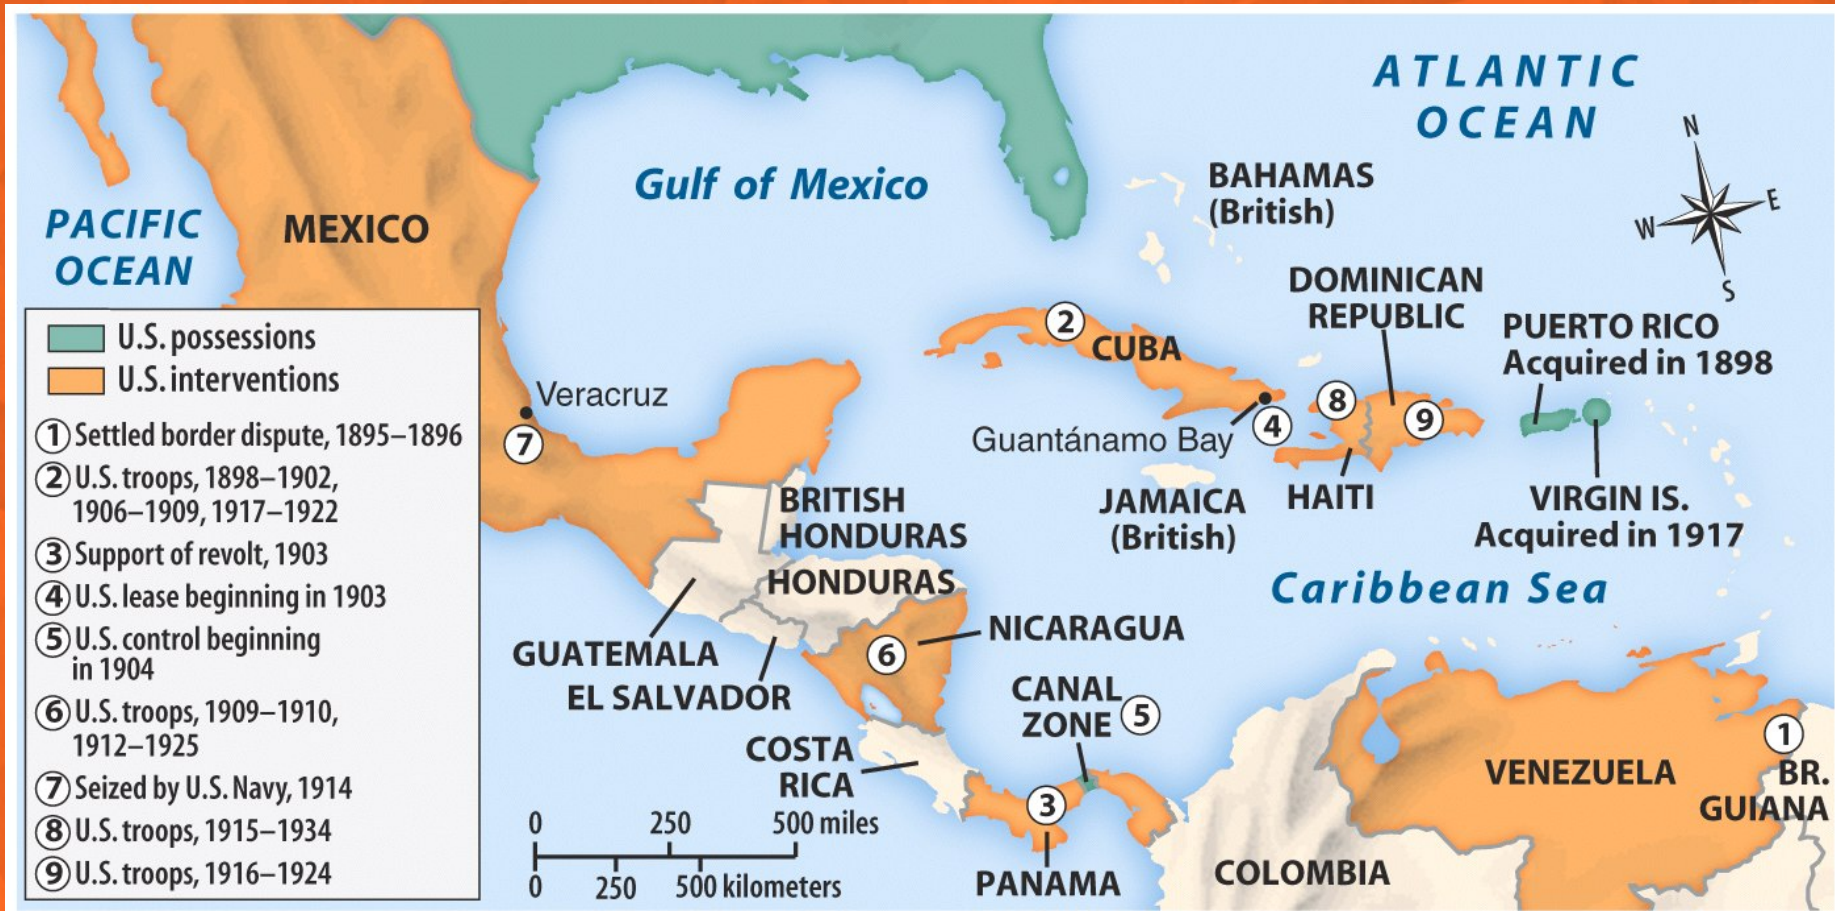 ATLANTIC
OCEAN
N
E
W
S
BAHAMAS
(British)
Gulf of Mexico
PACIFIC
OCEAN
MEXICO
DOMINICAN
REPUBLIC
PUERTO RICO
Acquired in 1898
2
CUBA
Veracruz
7
Guantánamo Bay
4
8
9
JAMAICA
(British)
HAITI
VIRGIN IS.
Acquired in 1917
BRITISH
HONDURAS
HONDURAS
Caribbean Sea
NICARAGUA
6
GUATEMALA
EL SALVADOR
CANAL
ZONE
5
COSTA
RICA
3
PANAMA
VENEZUELA
1
BR.
GUIANA
COLOMBIA
U.S. possessions
U.S. interventions
1 Settled border dispute, 1895–1896
2 U.S. troops, 1898–1902,
1906–1909, 1917–1922
3 Support of revolt, 1903
4 U.S. lease beginning in 1903
5 U.S. control beginning
in 1904
6 U.S. troops, 1909–1910,
1912–1925
7 Seized by U.S. Navy, 1914
8 U.S. troops, 1915–1934
9 U.S. troops, 1916–1924
0 250 500 miles
0 250 500 kilometers